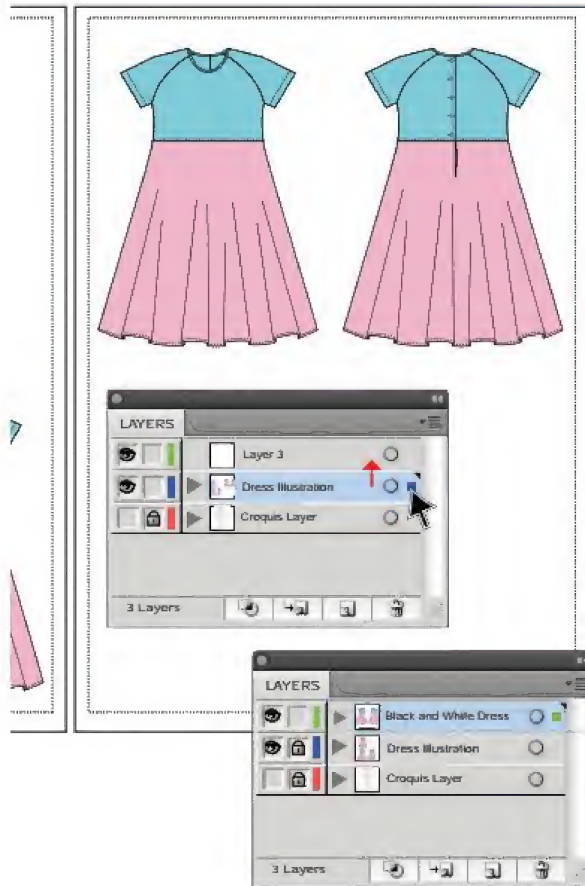 LAYERS
Layer 3
Dress Illustration
Croquis Layer
3 Layers
LAYERS
Black and White Dress
Dress Illustration
Croquis Layer
3 Layers